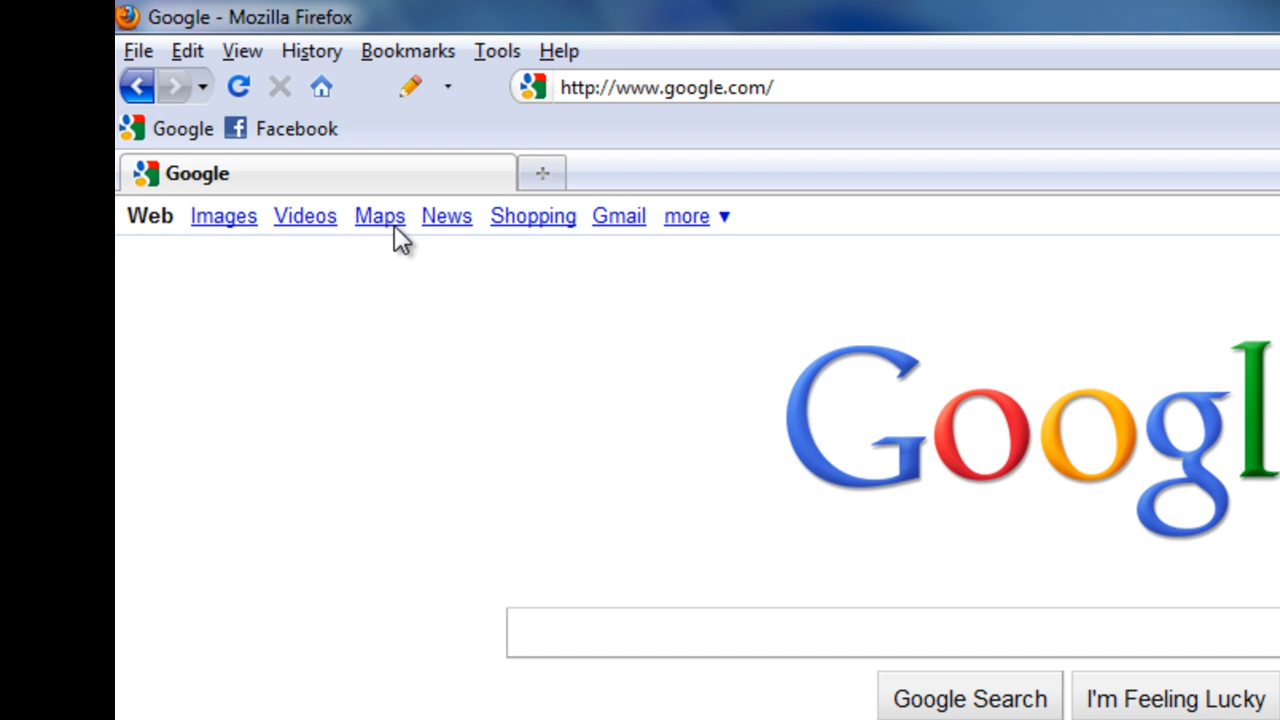 Google - Mozilla Firefox
File Edit View History Bookmarks Tools Help
http://www.google.com/
Google Facebook
Google
Web Images Videos Maps News Shopping Gmail more ▼
Googl
Google Search I'm Feeling Lucky